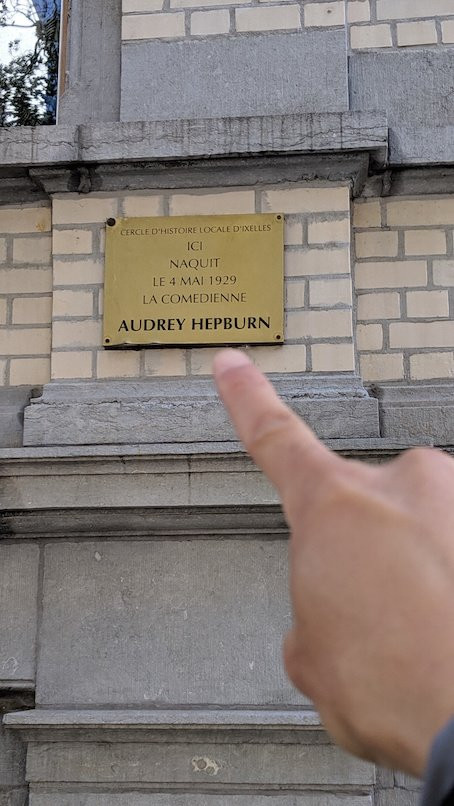 CERCLE D'HISTOIRE LOCALE D'IXELLES
ICI
NAQUIT
LE 4 MAI 1929
LA COMEDIENNE
AUDREY HEPBURN